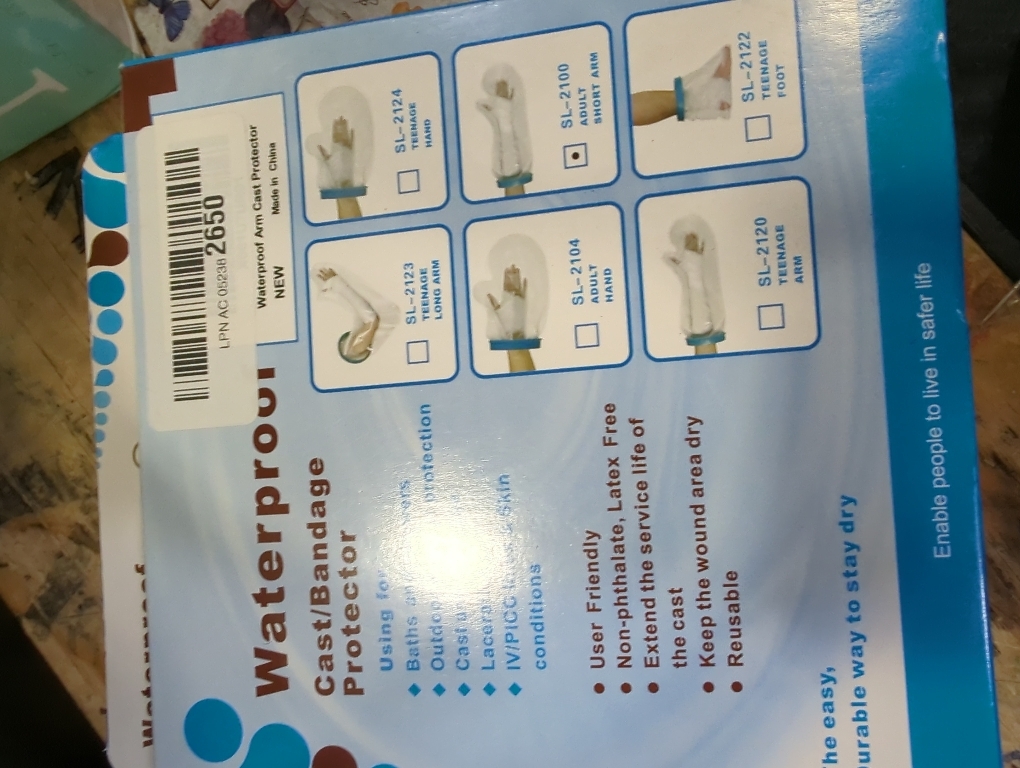 Waterproof
LPN AC 05238 2650
Waterproof Arm Cast Protector
Made in China
NEW
Waterproof
Cast/Bandage
Protector
Using for
Baths
protection
Cast
IV/PICC
skin
conditions
User Friendly
Non-phthalate, Latex Free
Extend the service life of
the cast
Keep the wound area dry
Reusable
SL-2123
TEENAGE
LONG ARM
SL-2124
TEENAGE
HAND
SL-2104
ADULT
HAND
SL-2100
ADULT
SHORT ARM
SL-2120
TEENAGE
ARM
SL-2122
TEENAGE
FOOT
he easy,
urable way to stay dry
Enable people to live in safer life